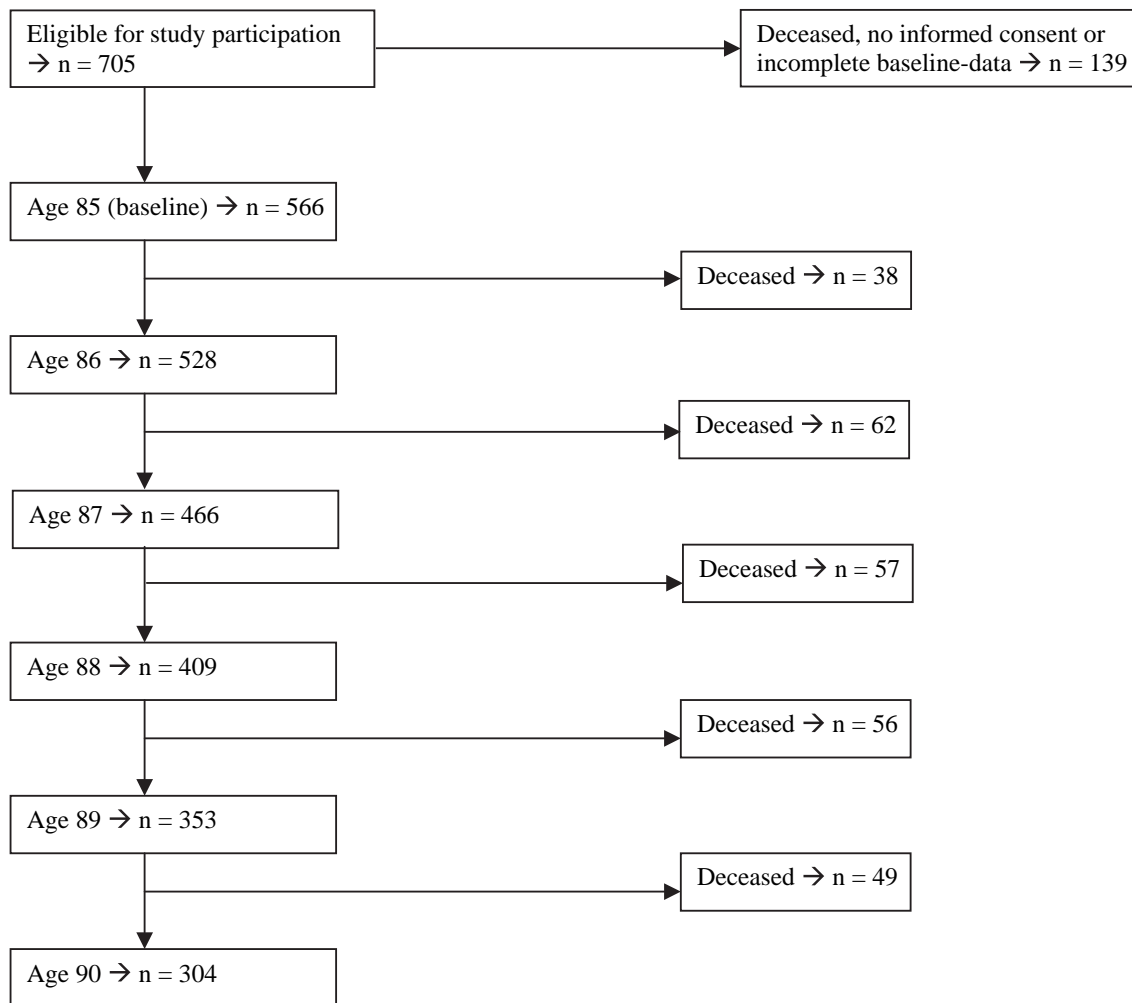 Eligible for study participation
→ n = 705
Deceased, no informed consent or
incomplete baseline-data → n = 139
Age 85 (baseline) → n = 566
Deceased → n = 38
Age 86 → n = 528
Deceased → n = 62
Age 87 → n = 466
Deceased → n = 57
Age 88 → n = 409
Deceased → n = 56
Age 89 → n = 353
Deceased → n = 49
Age 90 → n = 304